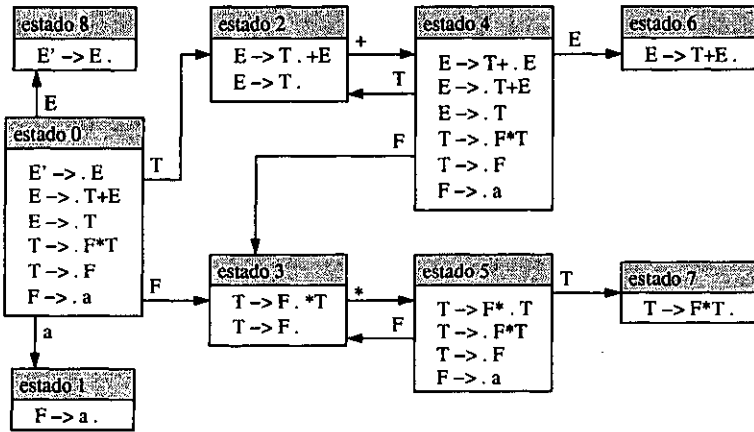 estado 8
E' -> E .
E
estado 0
E' -> . E
E -> . T+E
E -> . T
T -> . F*T
T -> . F
F -> . a
T
F
a
estado 1
F -> a .
estado 2
E -> T . +E
E -> T .
+
T
F
estado 4
E -> T+ . E
E -> . T+E
E -> . T
T -> . F*T
T -> . F
F -> . a
E
estado 6
E -> T+E .
estado 3
T -> F . *T
T -> F .
*
F
estado 5
T -> F* . T
T -> . F*T
T -> . F
F -> . a
T
estado 7
T -> F*T .